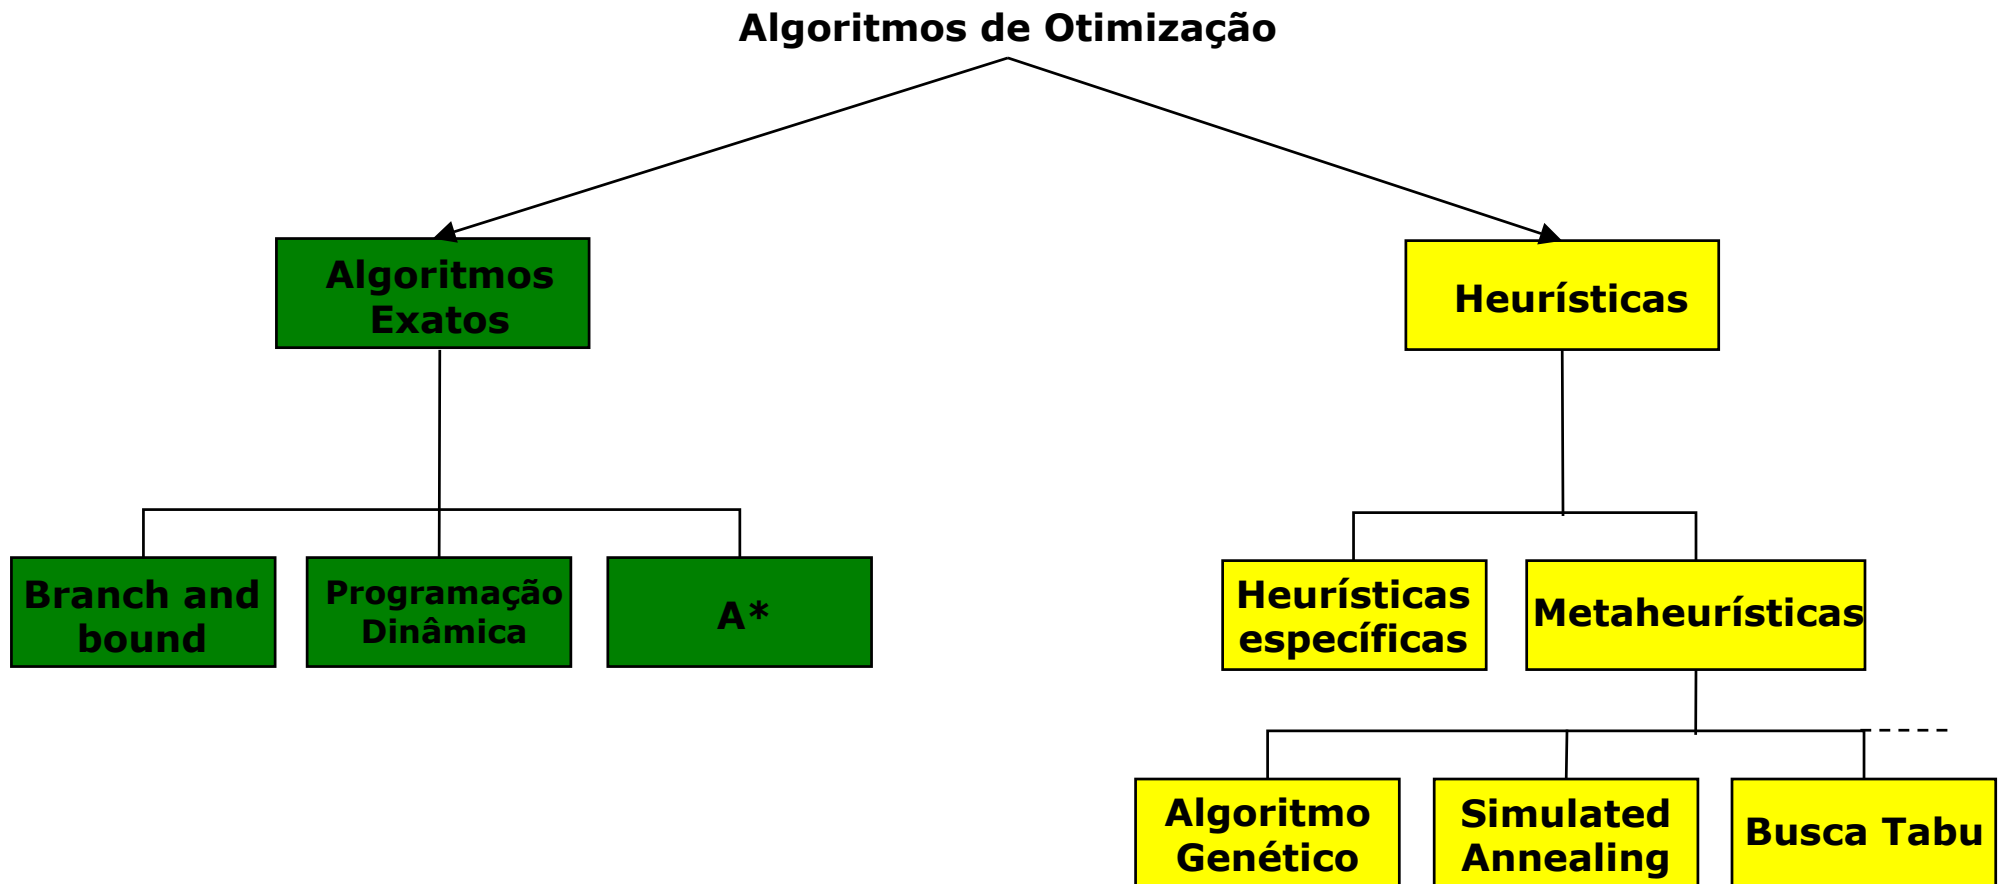 Algoritmos de Otimização
Algoritmos
Exatos
Heurísticas
Branch and
bound
Programação
Dinâmica
A*
Heurísticas
específicas
Metaheurísticas
Algoritmo
Genético
Simulated
Annealing
Busca Tabu